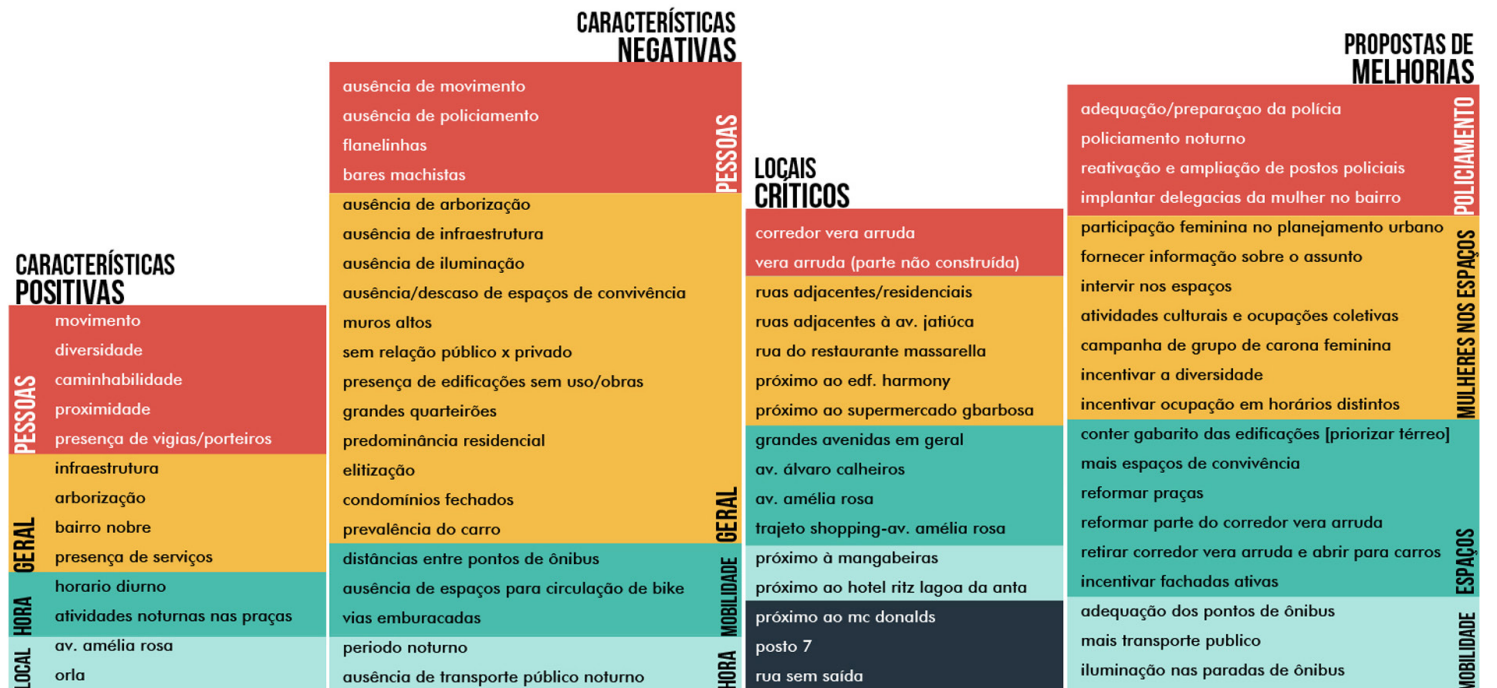 CARACTERÍSTICAS
POSITIVAS
PESSOAS
movimento
diversidade
caminhabilidade
proximidade
presença de vigias/porteiros
GERAL
infraestrutura
arborização
bairro nobre
presença de serviços
HORA
horario diurno
atividades noturnas nas praças
LOCAL
av. amélia rosa
orla
CARACTERÍSTICAS
NEGATIVAS
PESSOAS
ausência de movimento
ausência de policiamento
flanelinhas
bares machistas
GERAL
ausência de arborização
ausência de infraestrutura
ausência de iluminação
ausência/descaso de espaços de convivência
muros altos
sem relação público x privado
presença de edificações sem uso/obras
grandes quarteirões
predominância residencial
elitização
condomínios fechados
prevalência do carro
MOBILIDADE
distâncias entre pontos de ônibus
ausência de espaços para circulação de bike
vias emburacadas
HORA
periodo noturno
ausência de transporte público noturno
LOCAIS
CRÍTICOS
corredor vera arruda
vera arruda (parte não construída)
ruas adjacentes/residenciais
ruas adjacentes à av. jatiúca
rua do restaurante massarella
próximo ao edf. harmony
próximo ao supermercado gbarbosa
grandes avenidas em geral
av. álvaro calheiros
av. amélia rosa
trajeto shopping-av. amélia rosa
próximo à mangabeiras
próximo ao hotel ritz lagoa da anta
próximo ao mc donalds
posto 7
rua sem saída
PROPOSTAS DE
MELHORIAS
POLICIAMENTO
adequação/preparaçao da polícia
policiamento noturno
reativação e ampliação de postos policiais
implantar delegacias da mulher no bairro
MULHERES NOS ESPAÇOS
participação feminina no planejamento urbano
fornecer informação sobre o assunto
intervir nos espaços
atividades culturais e ocupações coletivas
campanha de grupo de carona feminina
incentivar a diversidade
incentivar ocupação em horários distintos
ESPAÇOS
conter gabarito das edificações [priorizar térreo]
mais espaços de convivência
reformar praças
reformar parte do corredor vera arruda
retirar corredor vera arruda e abrir para carros
incentivar fachadas ativas
MOBILIDADE
adequação dos pontos de ônibus
mais transporte publico
iluminação nas paradas de ônibus